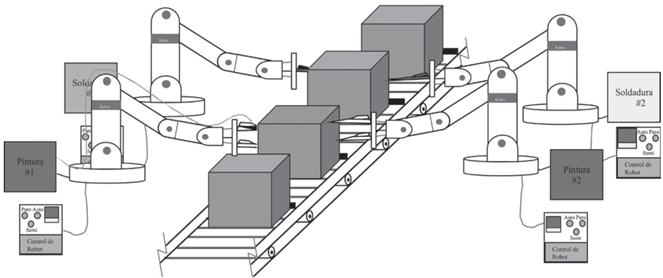 Robot
Robot
Robot
Robot
Soldadura
#2
Pintura
#1
Pintura
#2
Auto Paro
Semi
Control de
Robot
Paro Auto
Semi
Control de
Robot
Auto Paro
Semi
Control de
Robot